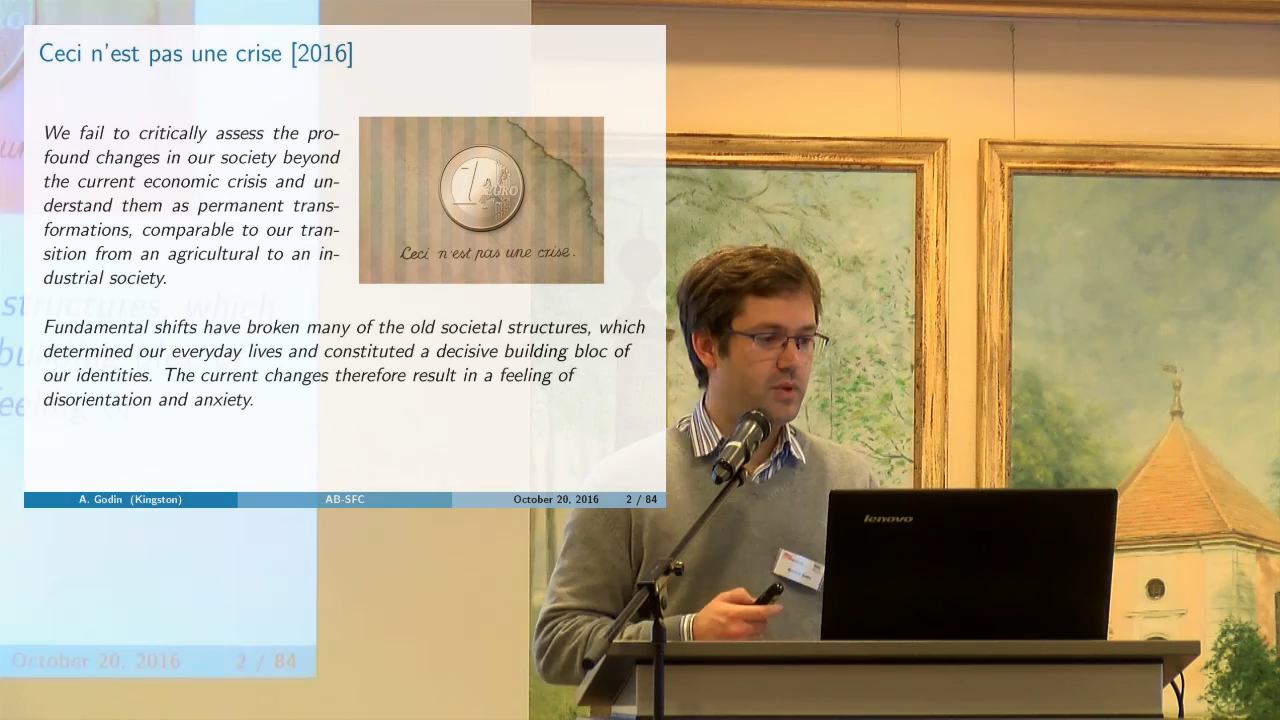 Ceci n'est pas une crise [2016]
We fail to critically assess the pro-
found changes in our society beyond
the current economic crisis and un-
derstand them as permanent trans-
formations, comparable to our tran-
sition from an agricultural to an in-
dustrial society.
1
EURO
Ceci n'est pas une crise.
Fundamental shifts have broken many of the old societal structures, which
determined our everyday lives and constituted a decisive building bloc of
our identities. The current changes therefore result in a feeling of
disorientation and anxiety.
A. Godin (Kingston) AB-SFC October 20, 2016 2 / 84
structures, which
October 20, 2016 2 / 84
lenovo